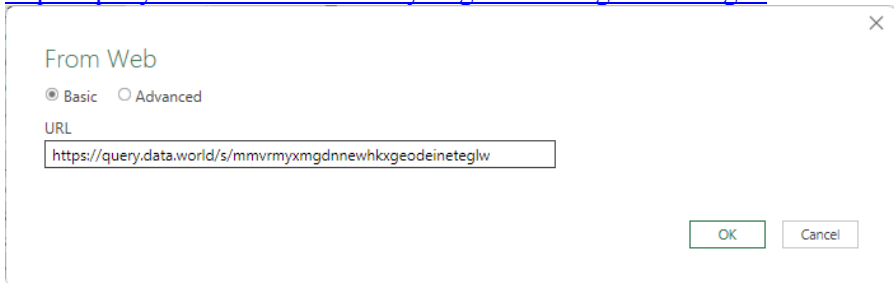 From Web
Basic Advanced
URL
https://query.data.world/s/mmvrmyxmgdnnewhkxgeodeineteglw
OK Cancel